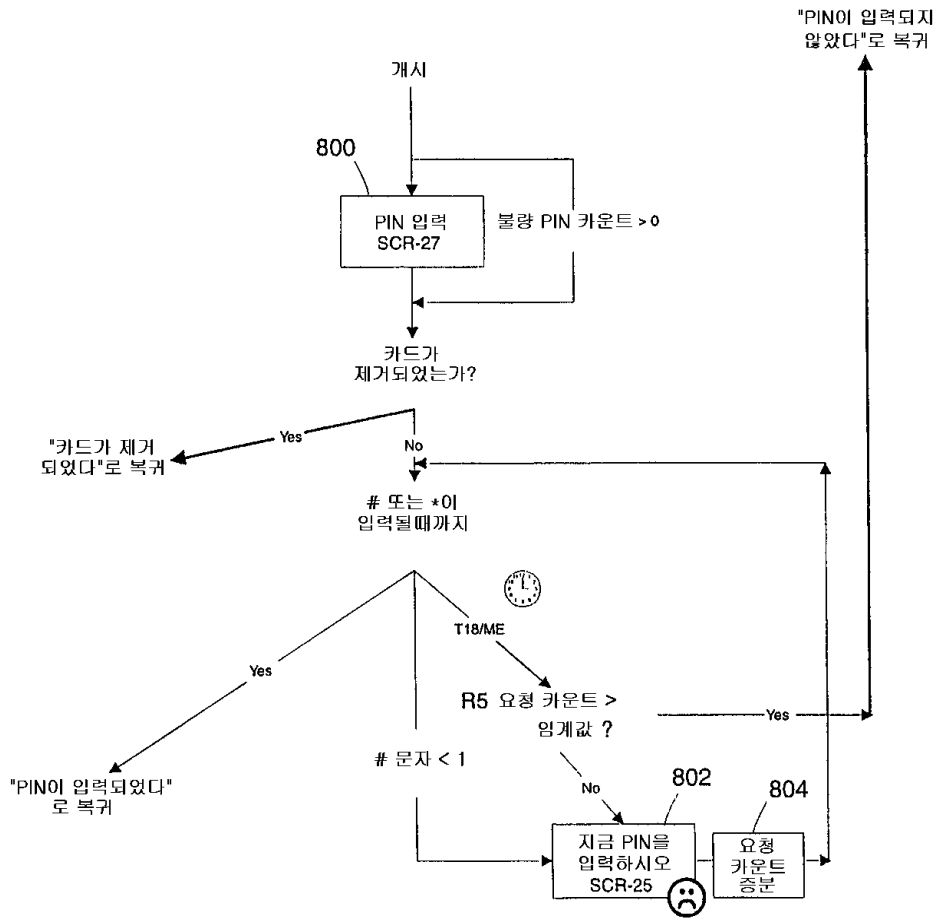 "PIN이 입력되지
않았다"로 복귀
개시
800
PIN 입력
SCR-27
불량 PIN 카운트 > 0
카드가
제거되었는가?
Yes
No
"카드가 제거
되었다"로 복귀
# 또는 *이
입력될때까지
T18/ME
Yes
R5 요청 카운트 >
임계값 ?
Yes
# 문자 < 1
"PIN이 입력되었다"
로 복귀
No
802
804
지금 PIN을
입력하시오
SCR-25
요청
카운트
증분